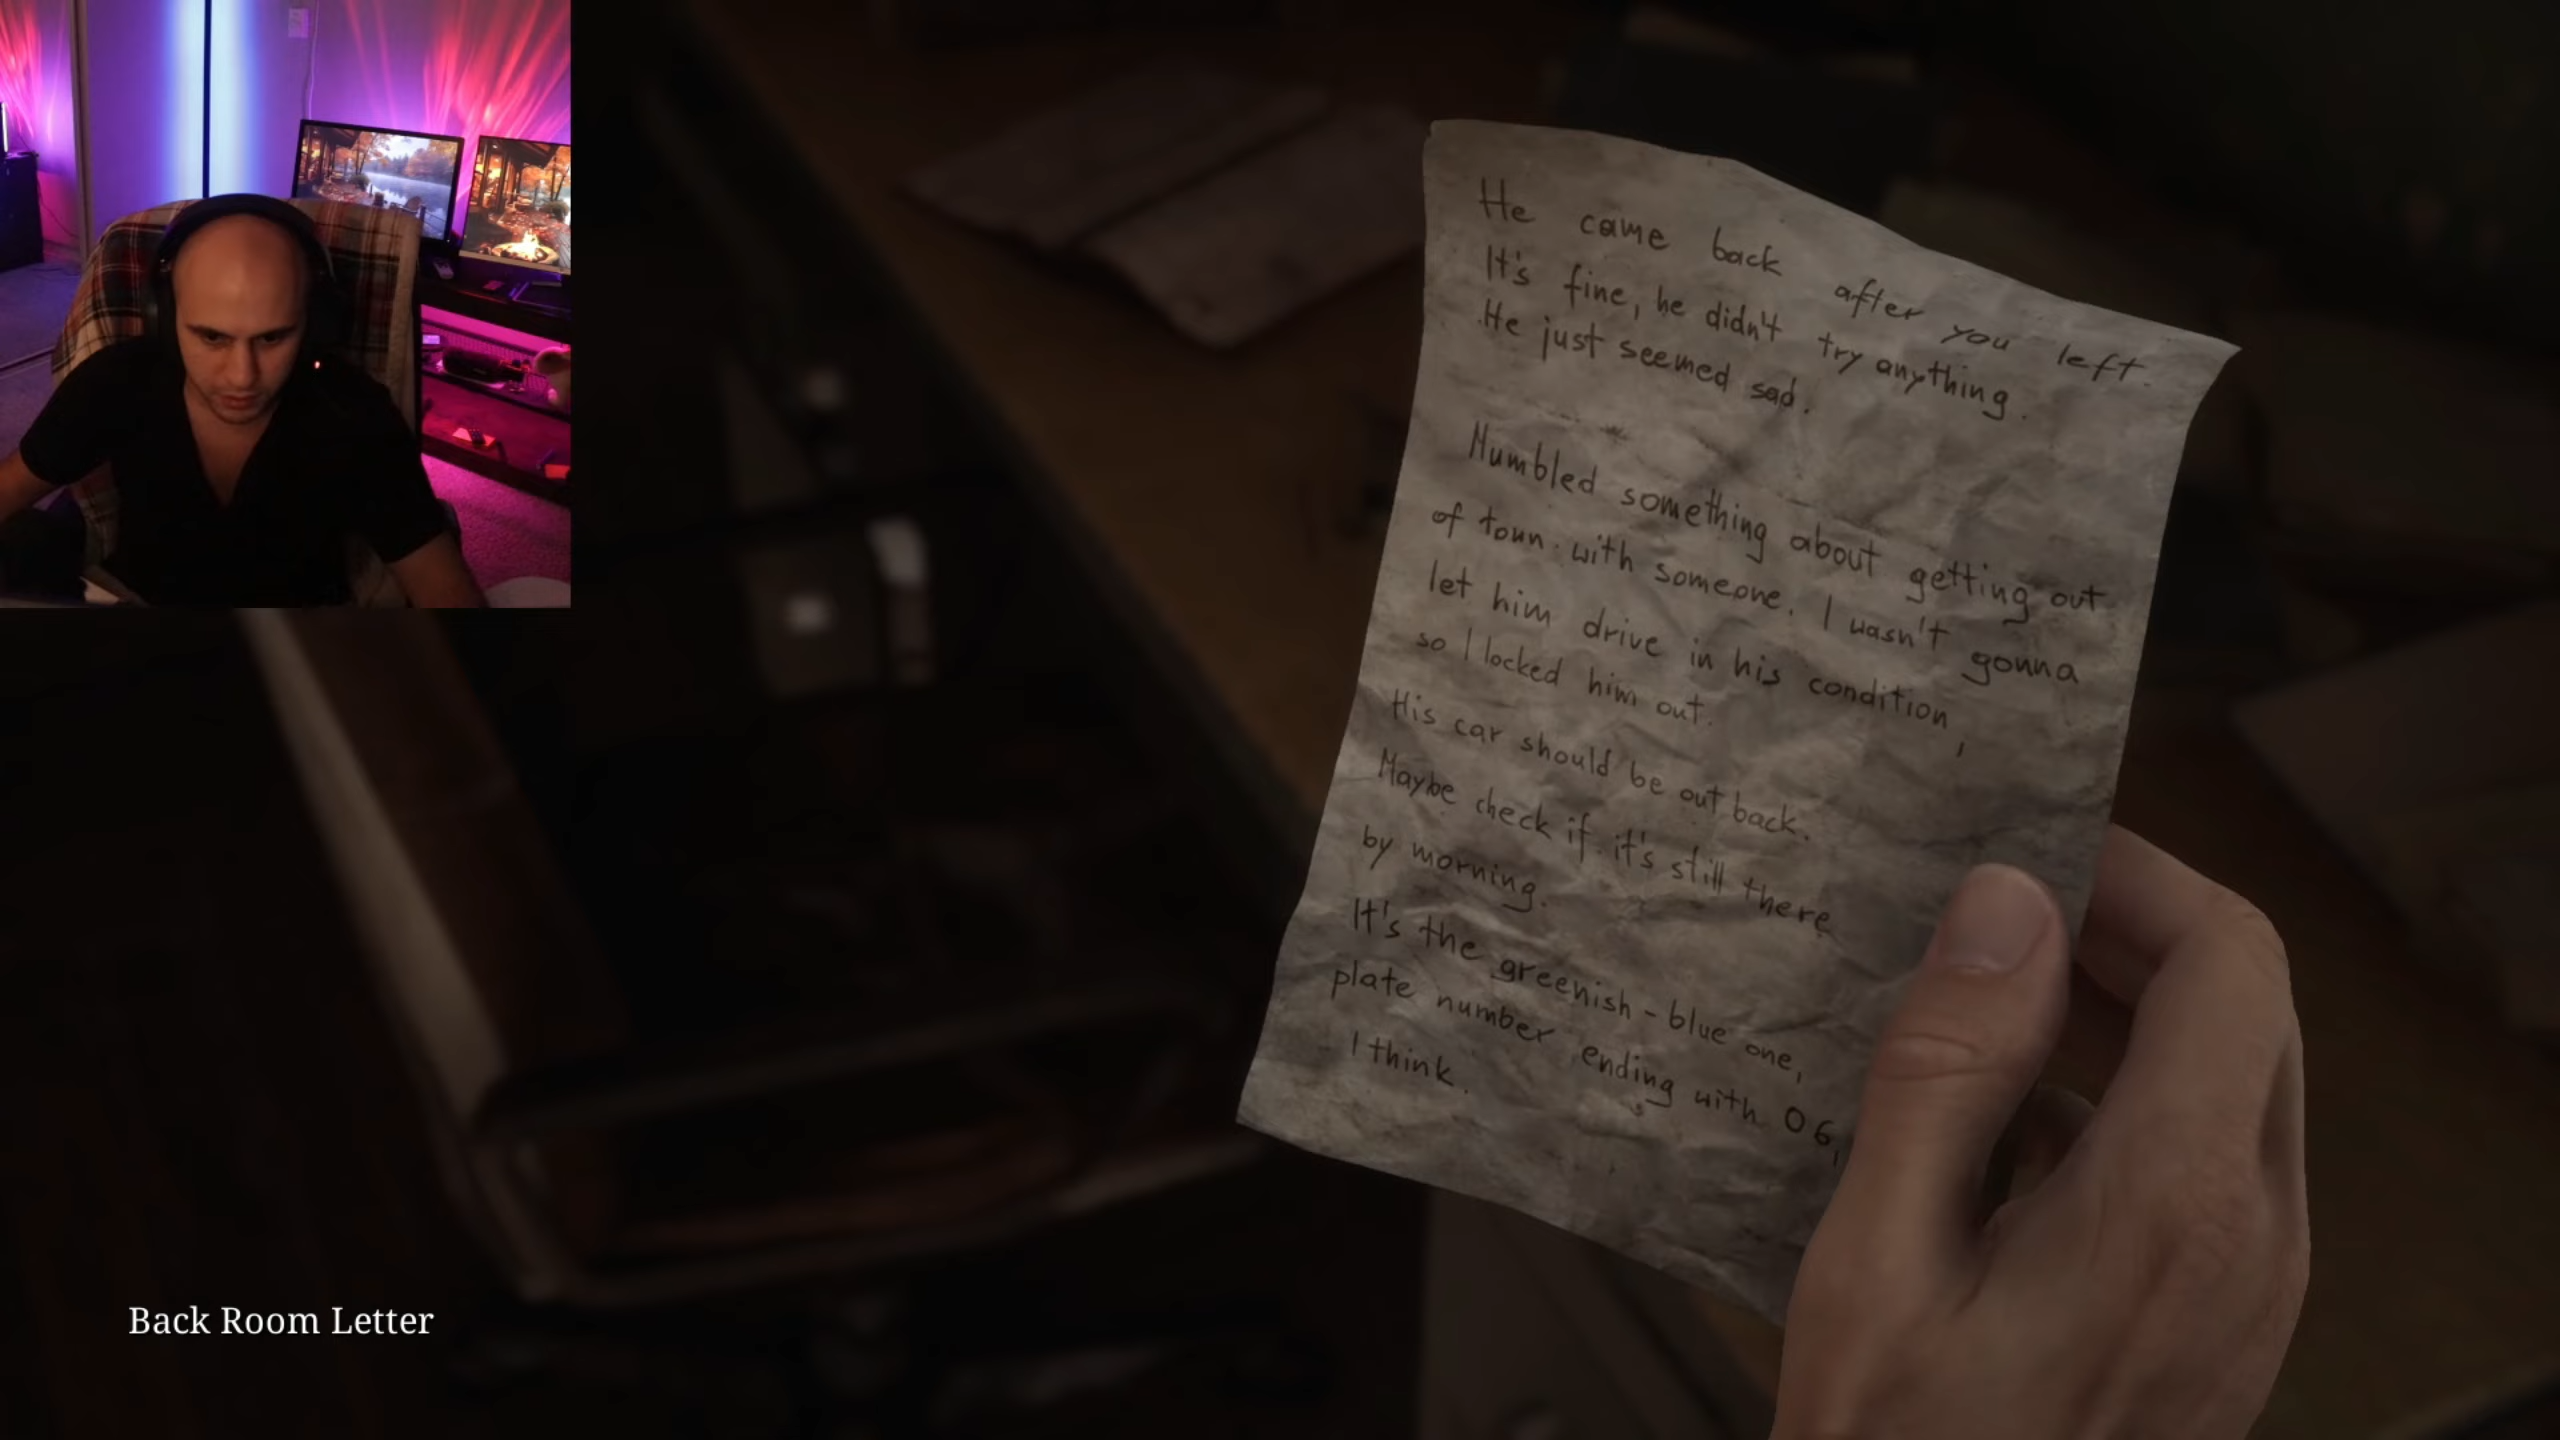 He came back after you left.
It's fine, he didn't try anything.
He just seemed sad.
Mumbled something about getting out
of town with someone. I wasn't gonna
let him drive in his condition,
so I locked him out.
His car should be out back.
Maybe check if it's still there
by morning.
It's the greenish-blue one,
plate number ending with 06,
I think.
Back Room Letter